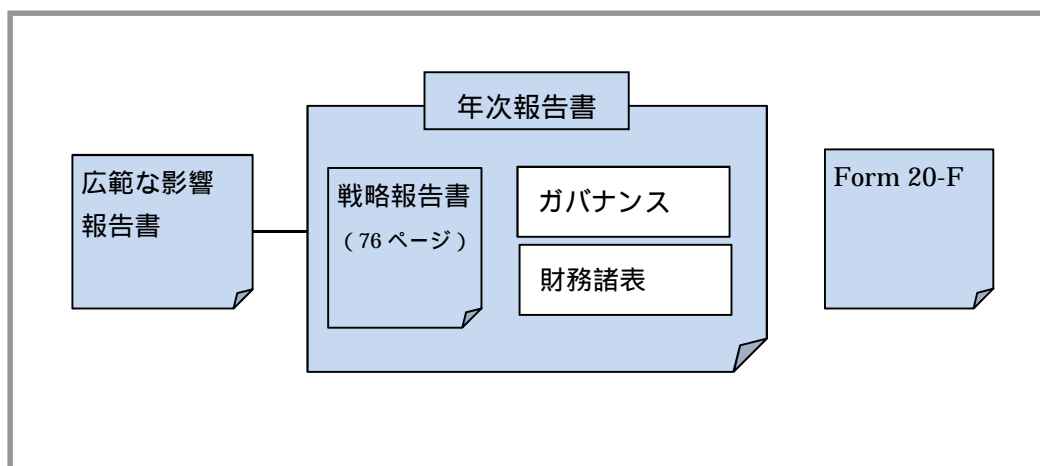 年次報告書
広範な影響
報告書
戦略報告書
（76 ページ）
ガバナンス
財務諸表
Form 20-F